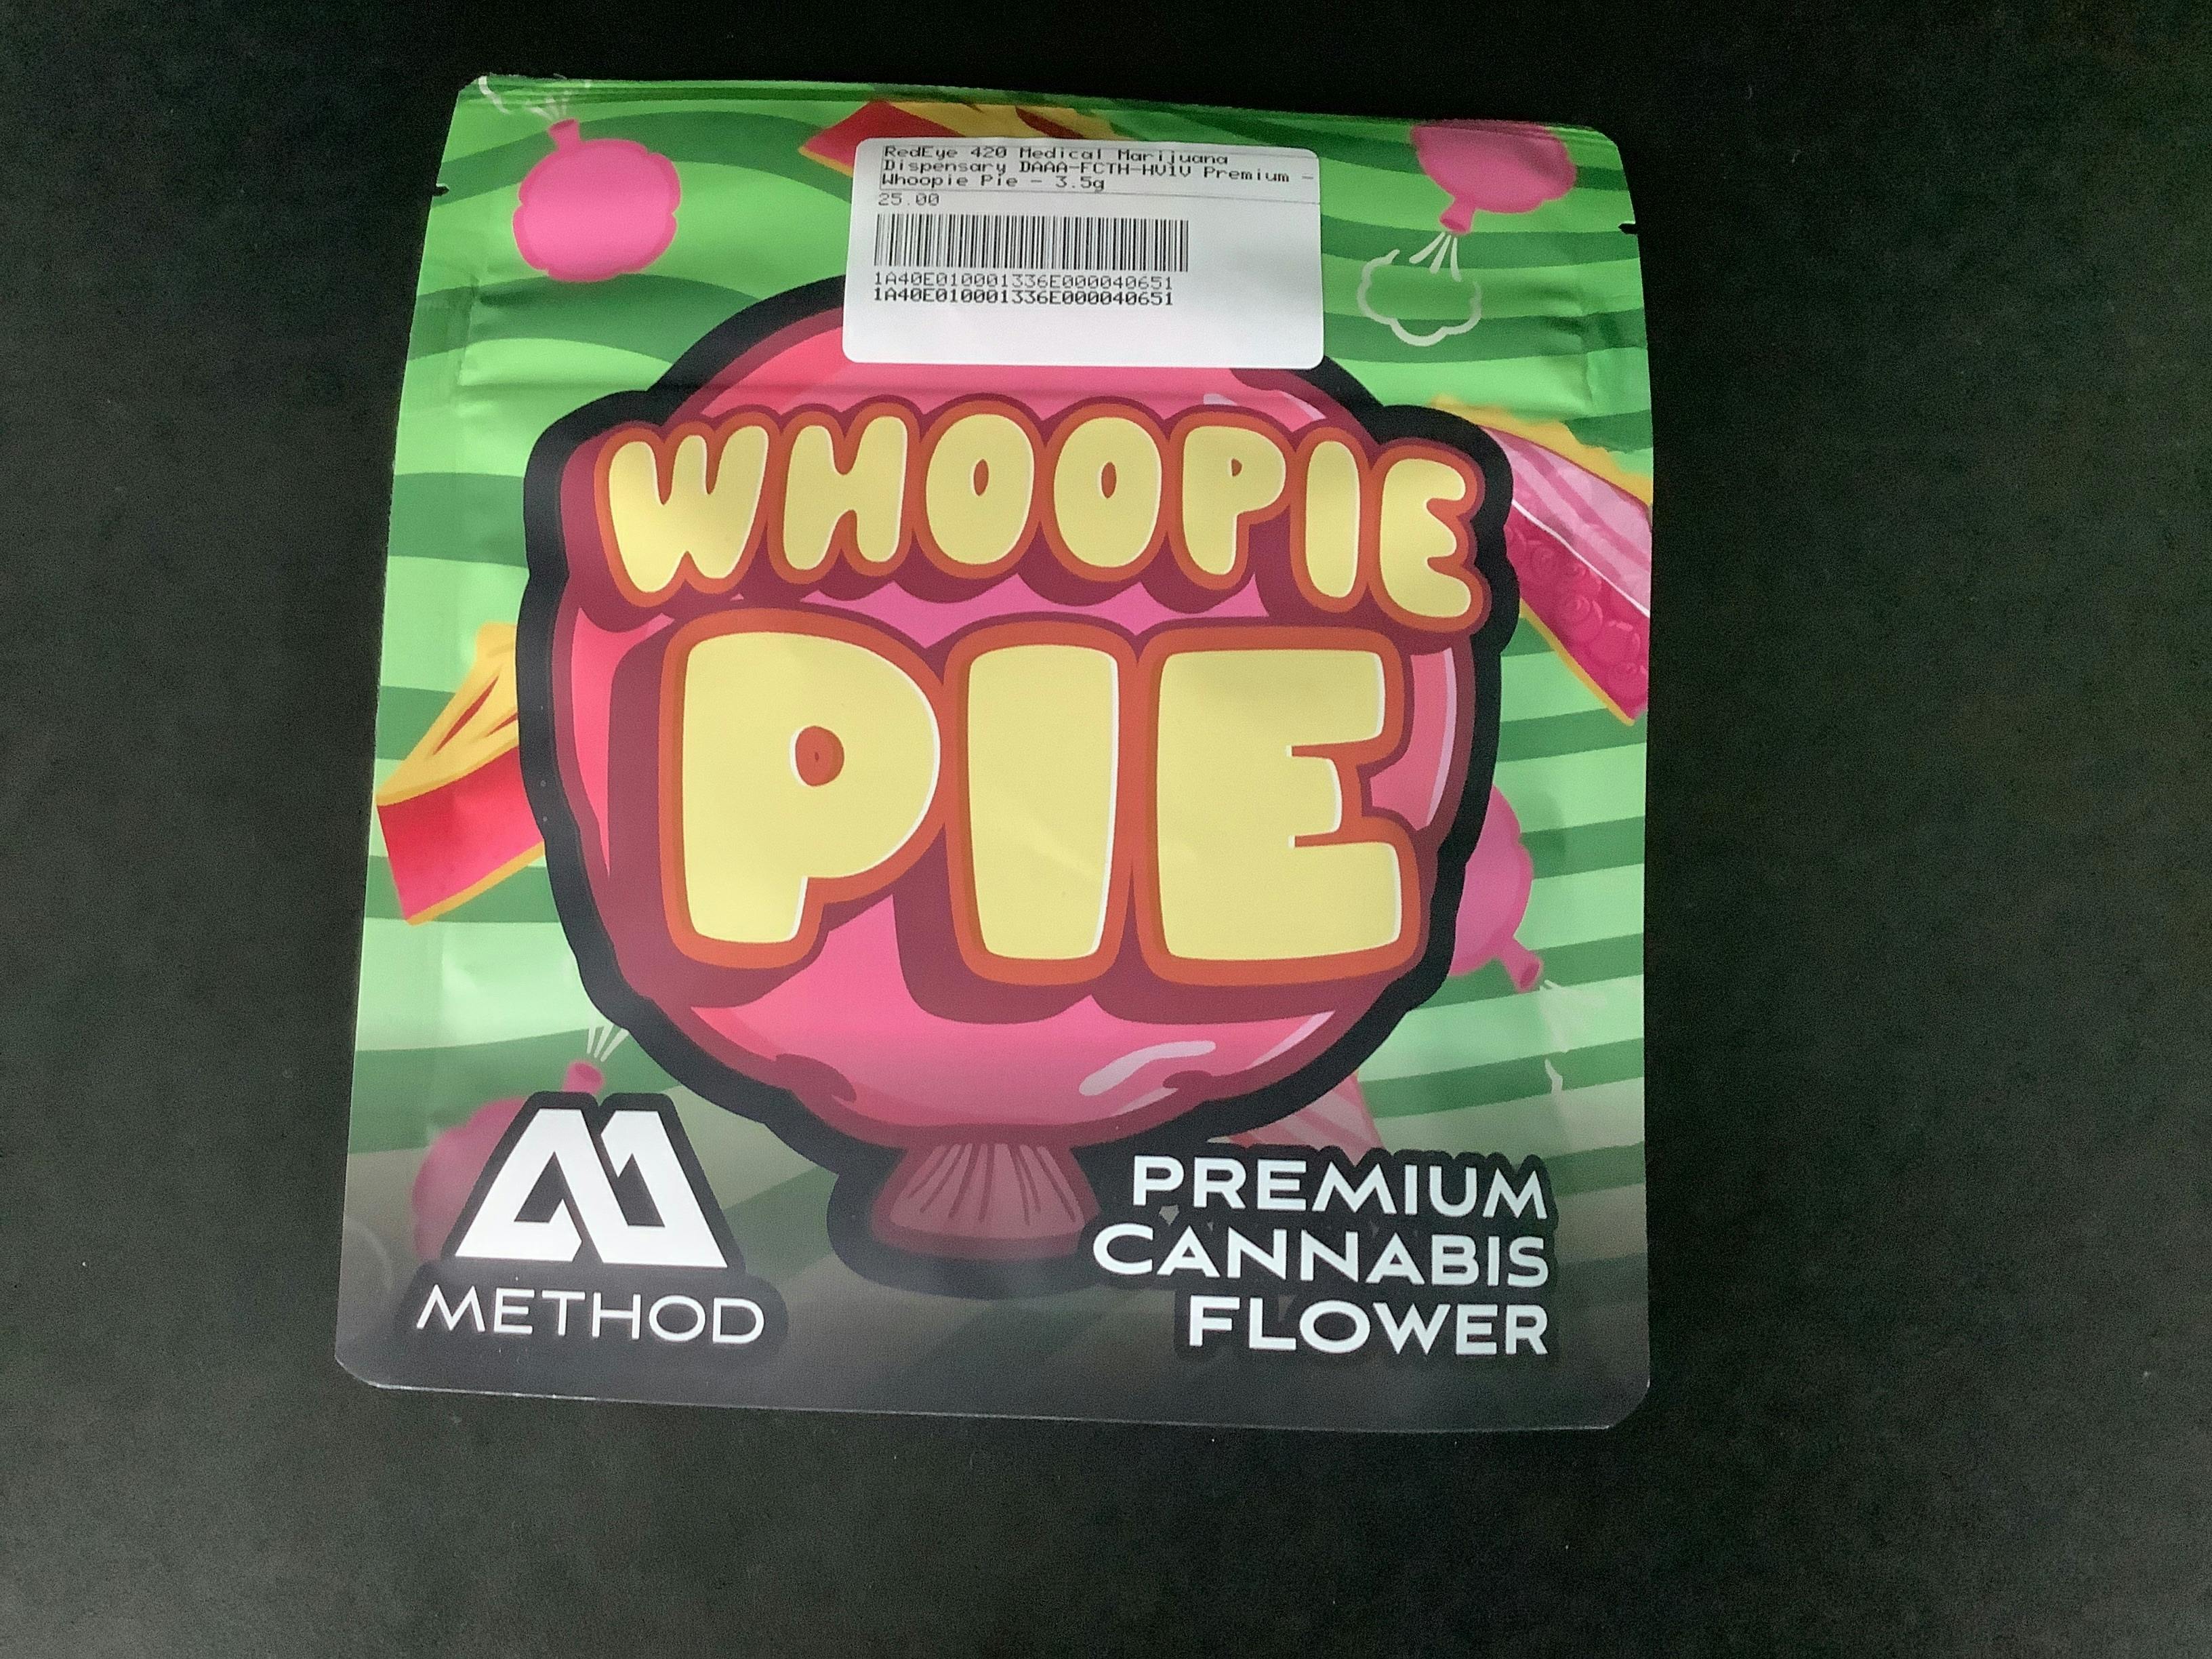 RedEye 420 Medical Marijuana
Dispensary DAAA-FCTH-HV1V Premium -
Whoopie Pie - 3.5g
25.00
1A40E010001336E000040651
1A40E010001336E000040651
WHOOPIE
PIE
METHOD
PREMIUM
CANNABIS
FLOWER